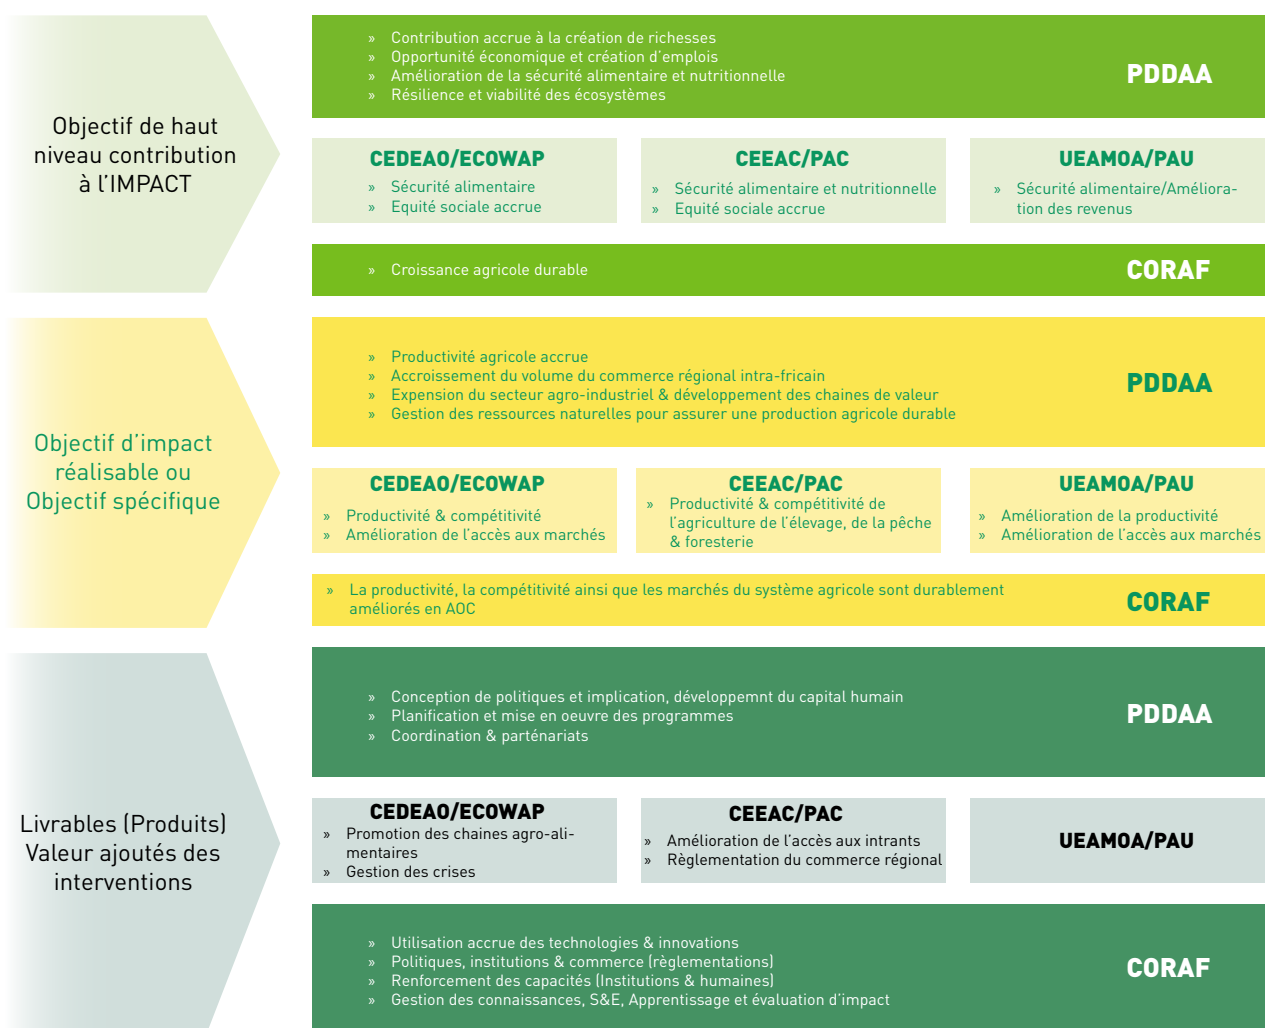 Objectif de haut
niveau contribution
à l’IMPACT
» Contribution accrue à la création de richesses
» Opportunité économique et création d’emplois
» Amélioration de la sécurité alimentaire et nutritionnelle
» Résilience et viabilité des écosystèmes
PDDAA
CEDEAO/ECOWAP
» Sécurité alimentaire
» Equité sociale accrue
CEEAC/PAC
» Sécurité alimentaire et nutritionnelle
» Equité sociale accrue
UEAMOA/PAU
» Sécurité alimentaire/Améliora-
tion des revenus
» Croissance agricole durable
CORAF
Objectif d’impact
réalisable ou
Objectif spécifique
» Productivité agricole accrue
» Accroissement du volume du commerce régional intra-fricain
» Expension du secteur agro-industriel & développement des chaines de valeur
» Gestion des ressources naturelles pour assurer une production agricole durable
PDDAA
CEDEAO/ECOWAP
» Productivité & compétitivité
» Amélioration de l’accès aux marchés
CEEAC/PAC
» Productivité & compétitivité de
l’agriculture de l’élevage, de la pêche
& foresterie
UEAMOA/PAU
» Amélioration de la productivité
» Amélioration de l’accès aux marchés
» La productivité, la compétitivité ainsi que les marchés du système agricole sont durablement
améliorés en AOC
CORAF
Livrables (Produits)
Valeur ajoutés des
interventions
» Conception de politiques et implication, développemnt du capital humain
» Planification et mise en oeuvre des programmes
» Coordination & parténariats
PDDAA
CEDEAO/ECOWAP
» Promotion des chaines agro-ali-
mentaires
» Gestion des crises
CEEAC/PAC
» Amélioration de l’accès aux intrants
» Règlementation du commerce régional
UEAMOA/PAU
» Utilisation accrue des technologies & innovations
» Politiques, institutions & commerce (règlementations)
» Renforcement des capacités (Institutions & humaines)
» Gestion des connaissances, S&E, Apprentissage et évaluation d’impact
CORAF